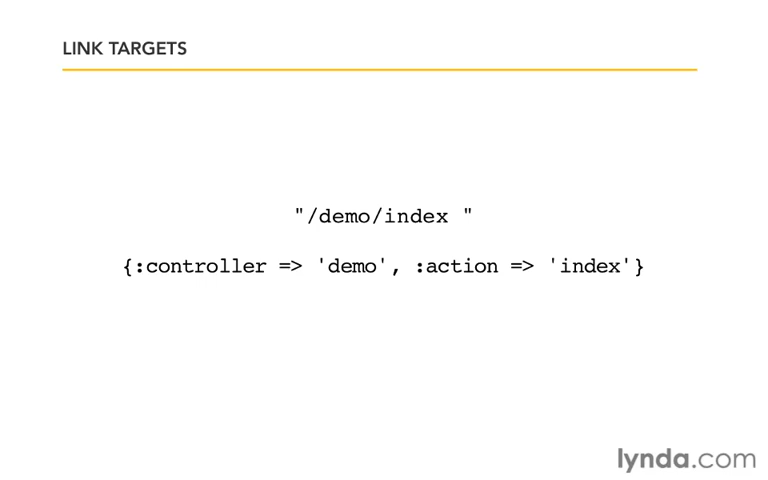 LINK TARGETS
"/demo/index "
{:controller => 'demo', :action => 'index'}
lynda.com